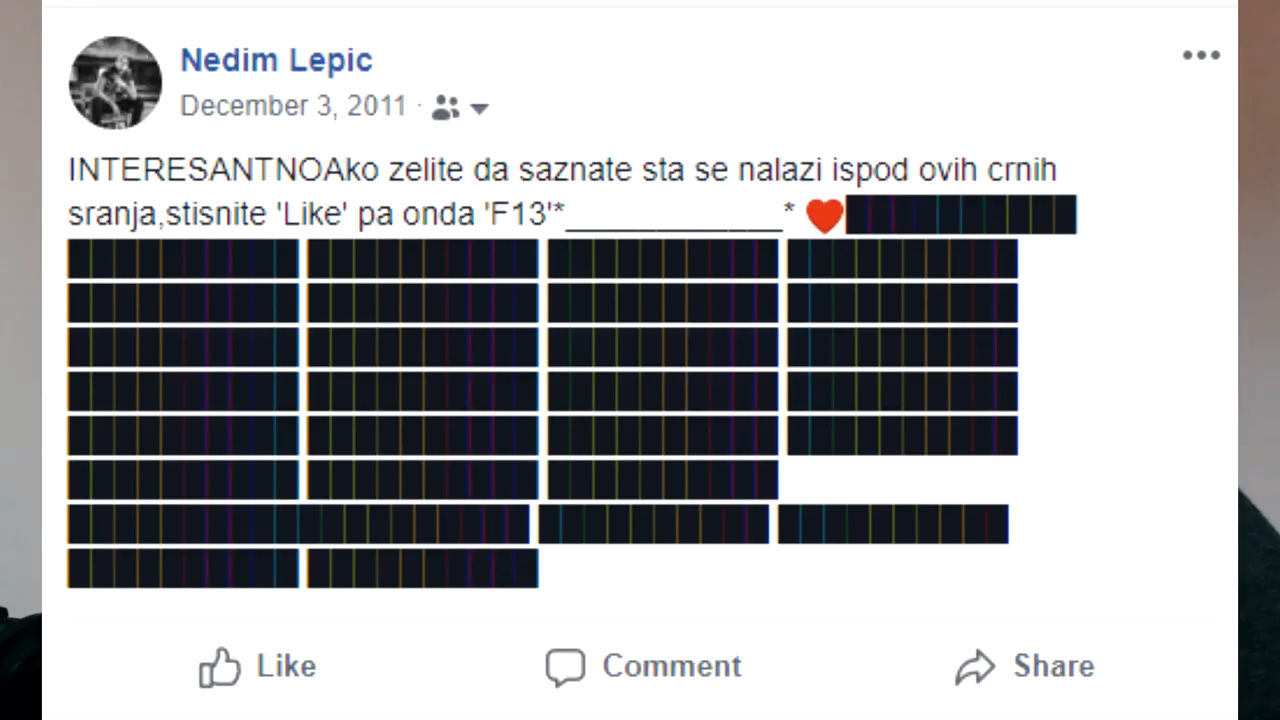 Nedim Lepic
December 3, 2011 ·
INTERESANTNOAko zelite da saznate sta se nalazi ispod ovih crnih
sranja,stisnite 'Like' pa onda 'F13'*____________* ❤️██████████
██████████ ██████████ ██████████ ██████████
██████████ ██████████ ██████████ ██████████
██████████ ██████████ ██████████ ██████████
██████████ ██████████ ██████████ ██████████
██████████ ██████████ ██████████ ██████████
██████████ ██████████ ██████████
████████████████████ ██████████ ██████████
██████████ ██████████
Like Comment Share